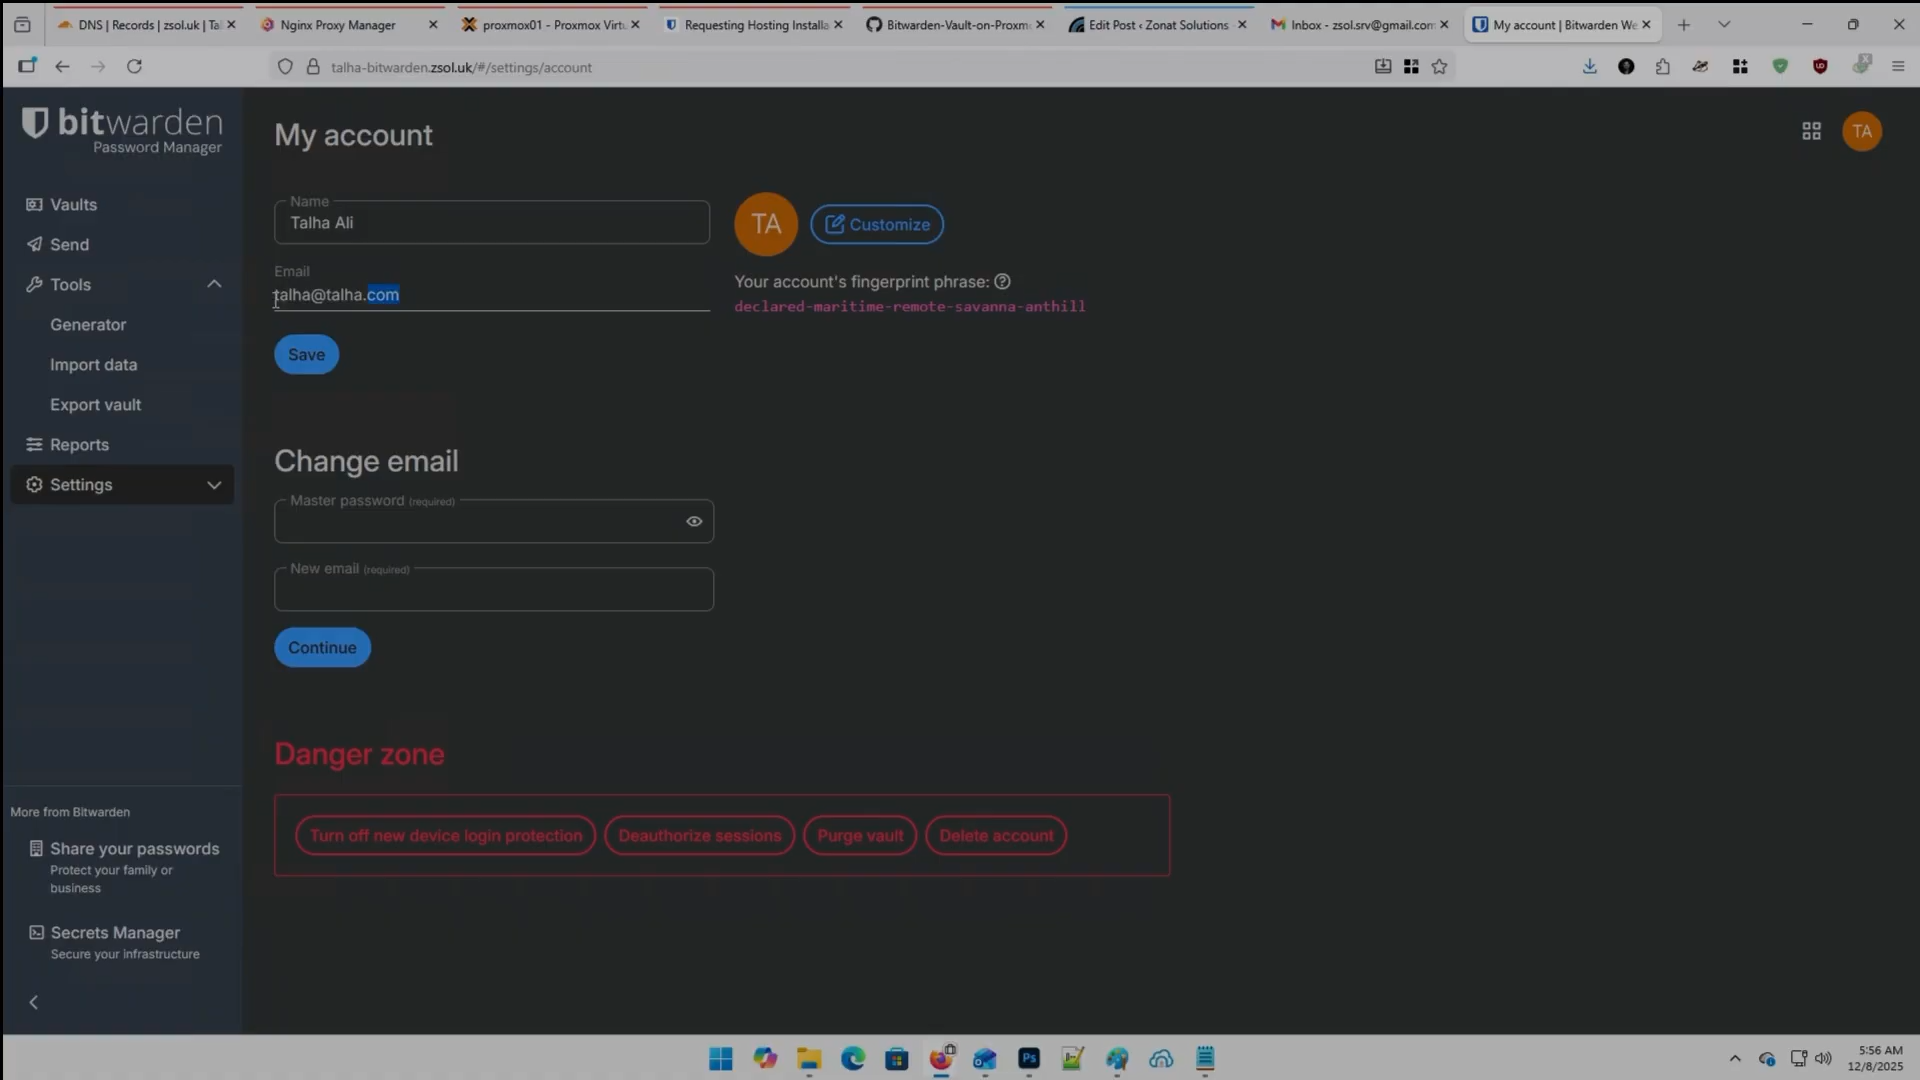 DNS | Records | zsol.uk | Ta
Nginx Proxy Manager
proxmox01 - Proxmox Virtu
Requesting Hosting Installa
Bitwarden-Vault-on-Proxm
Edit Post ‹ Zonat Solutions
Inbox - zsol.srv@gmail.com
My account | Bitwarden We
talha-bitwarden.zsol.uk/#/settings/account
bitwarden
Password Manager
Vaults
Send
Tools
Generator
Import data
Export vault
Reports
Settings
More from Bitwarden
Share your passwords
Protect your family or
business
Secrets Manager
Secure your infrastructure
My account
TA
Name
Talha Ali
TA
Customize
Email
talha@talha.com
Your account's fingerprint phrase:
declared-maritime-remote-savanna-anthill
Save
Change email
Master password (required)
New email (required)
Continue
Danger zone
Turn off new device login protection
Deauthorize sessions
Purge vault
Delete account
Ps
5:56 AM
12/8/2025